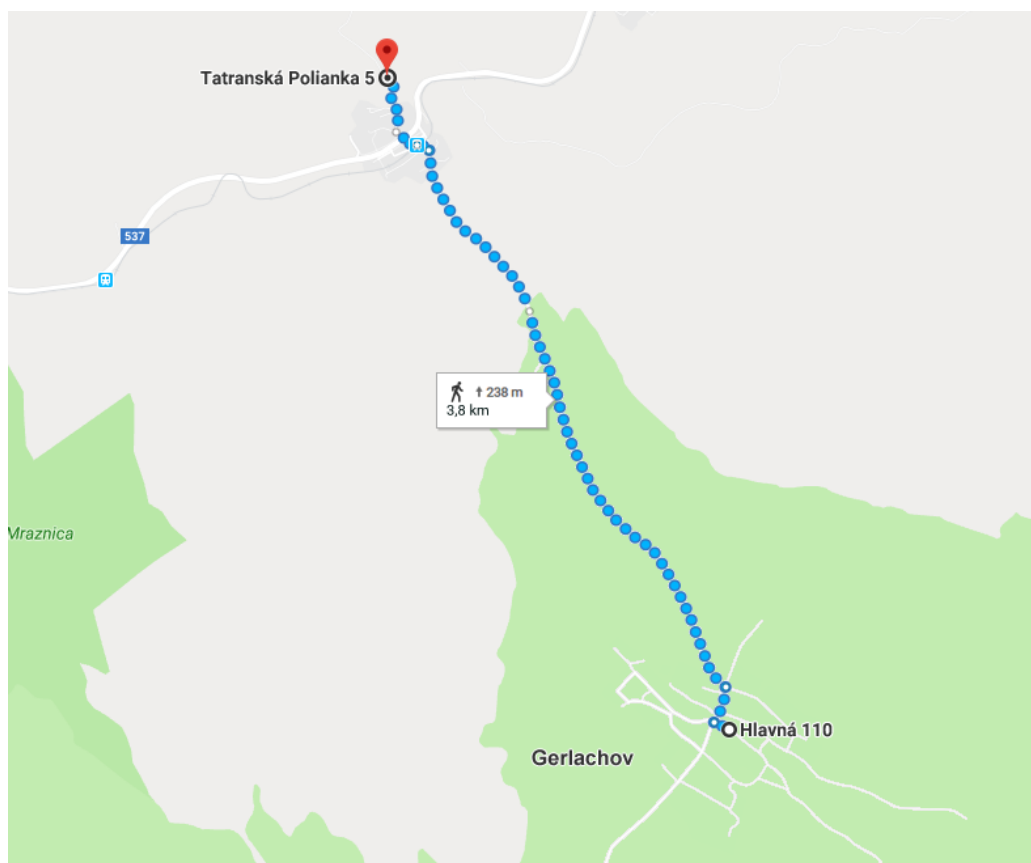 Tatranská Polianka 5
537
↑ 238 m
3,8 km
Mraznica
Hlavná 110
Gerlachov